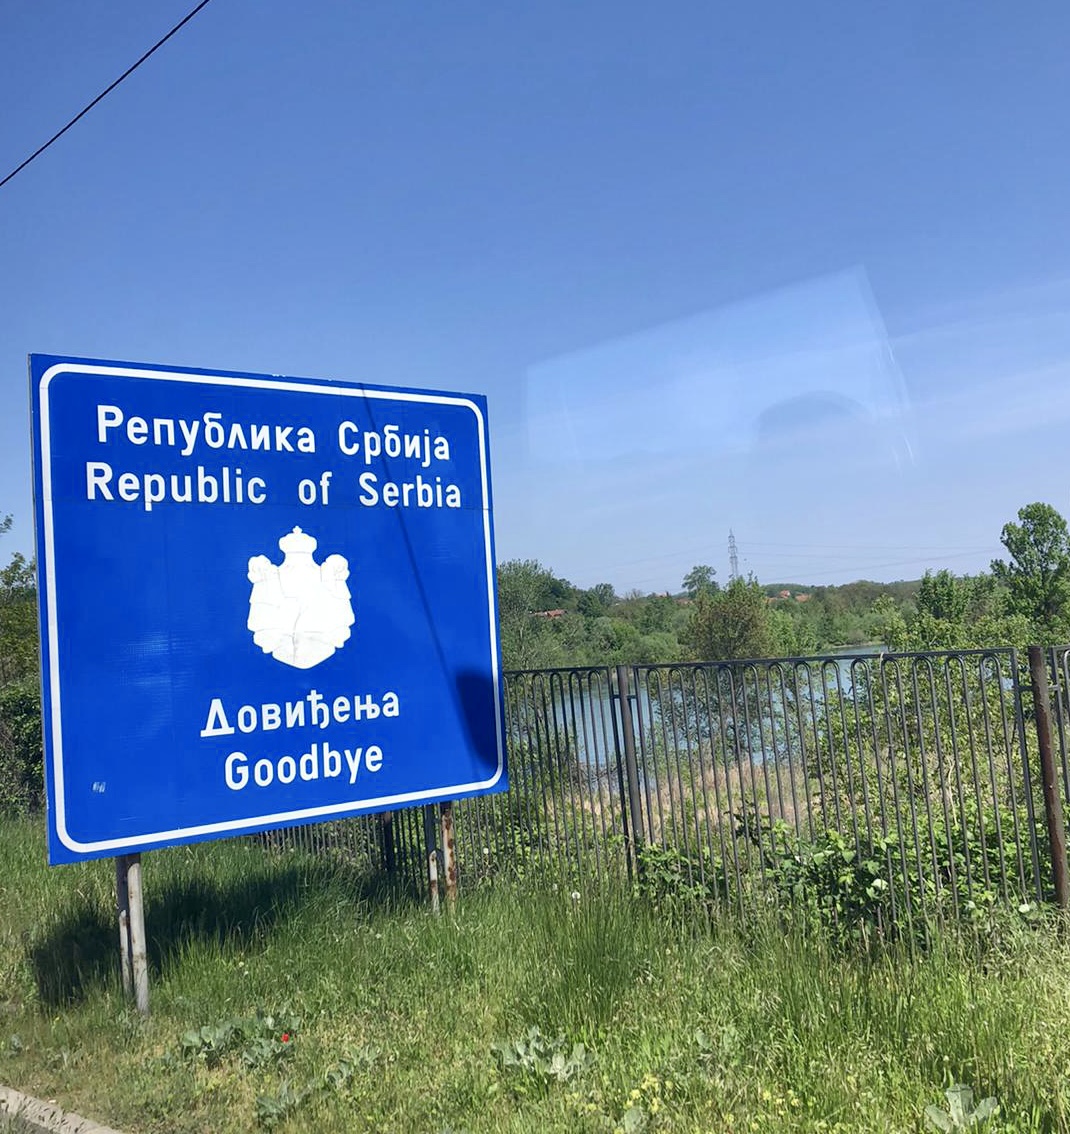 Република Србија
Republic of Serbia
Довиђења
Goodbye